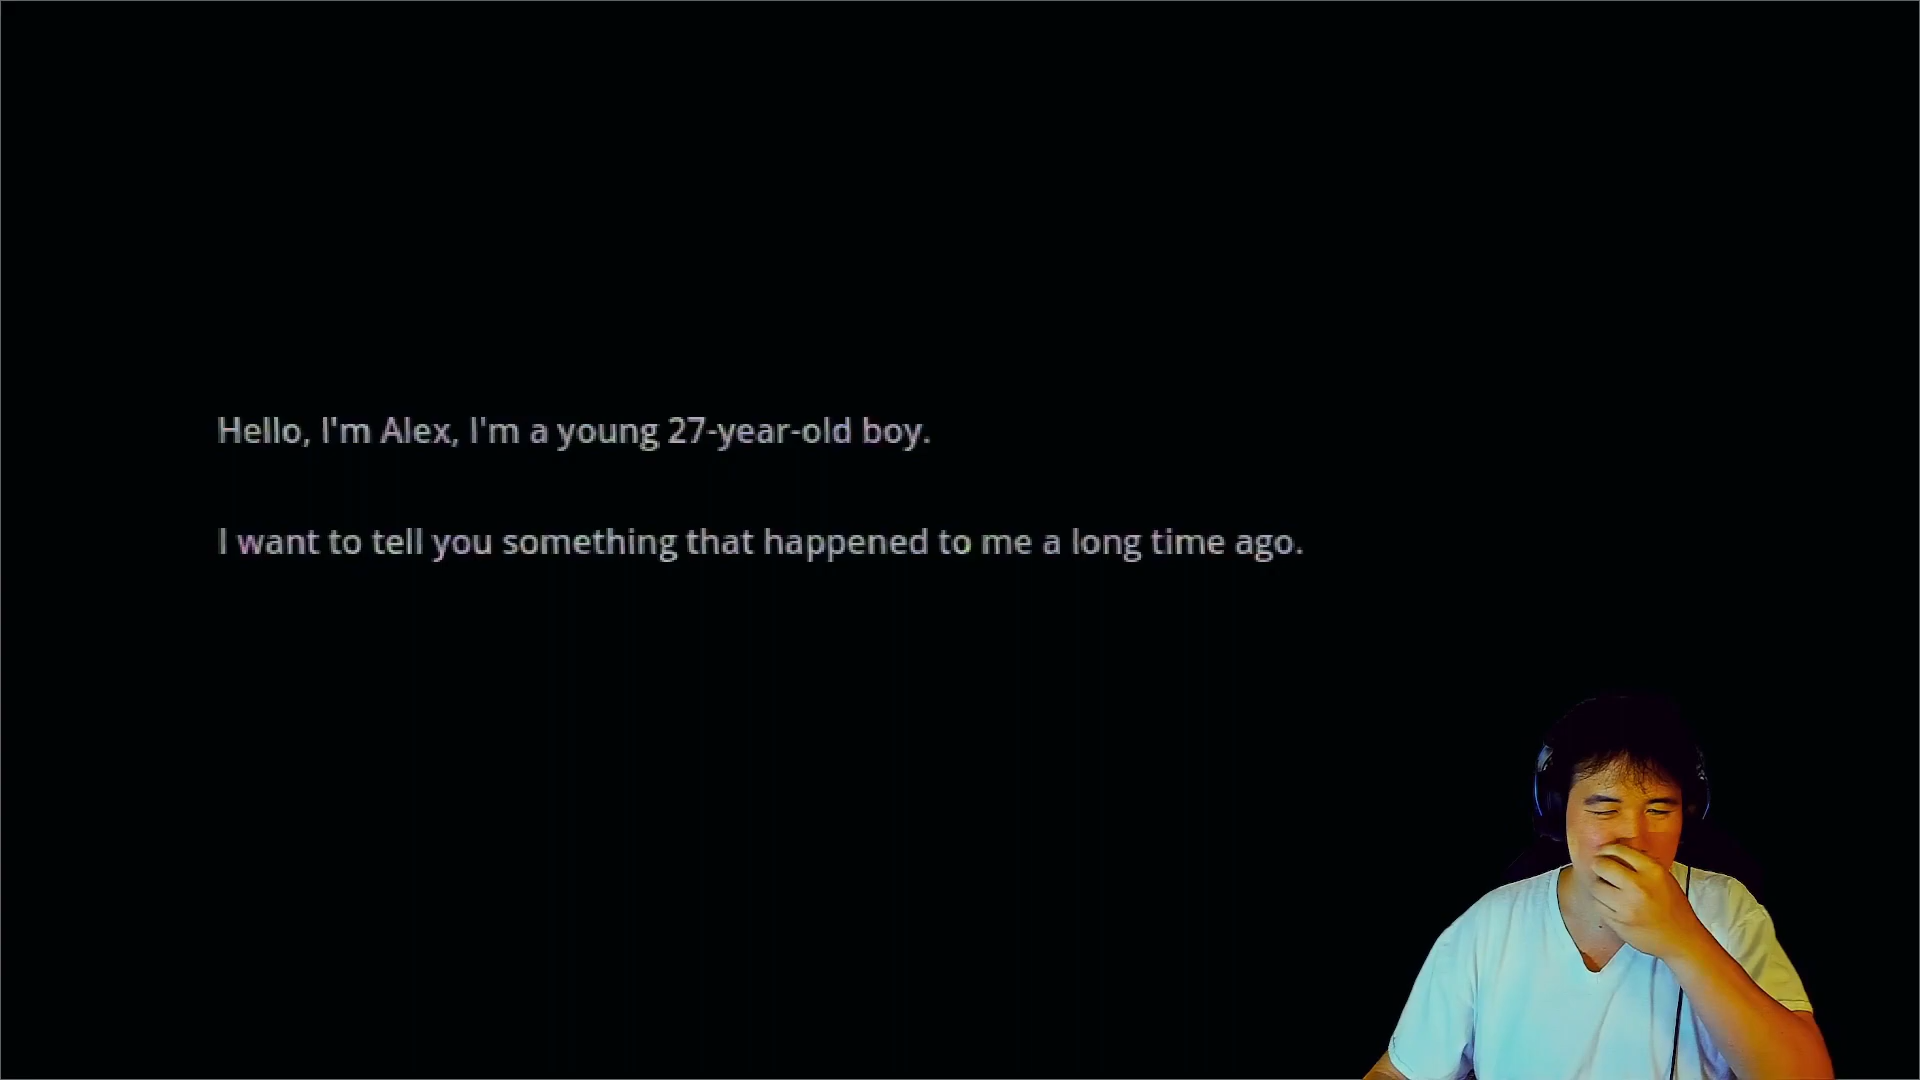 Hello, I'm Alex, I'm a young 27-year-old boy.
I want to tell you something that happened to me a long time ago.